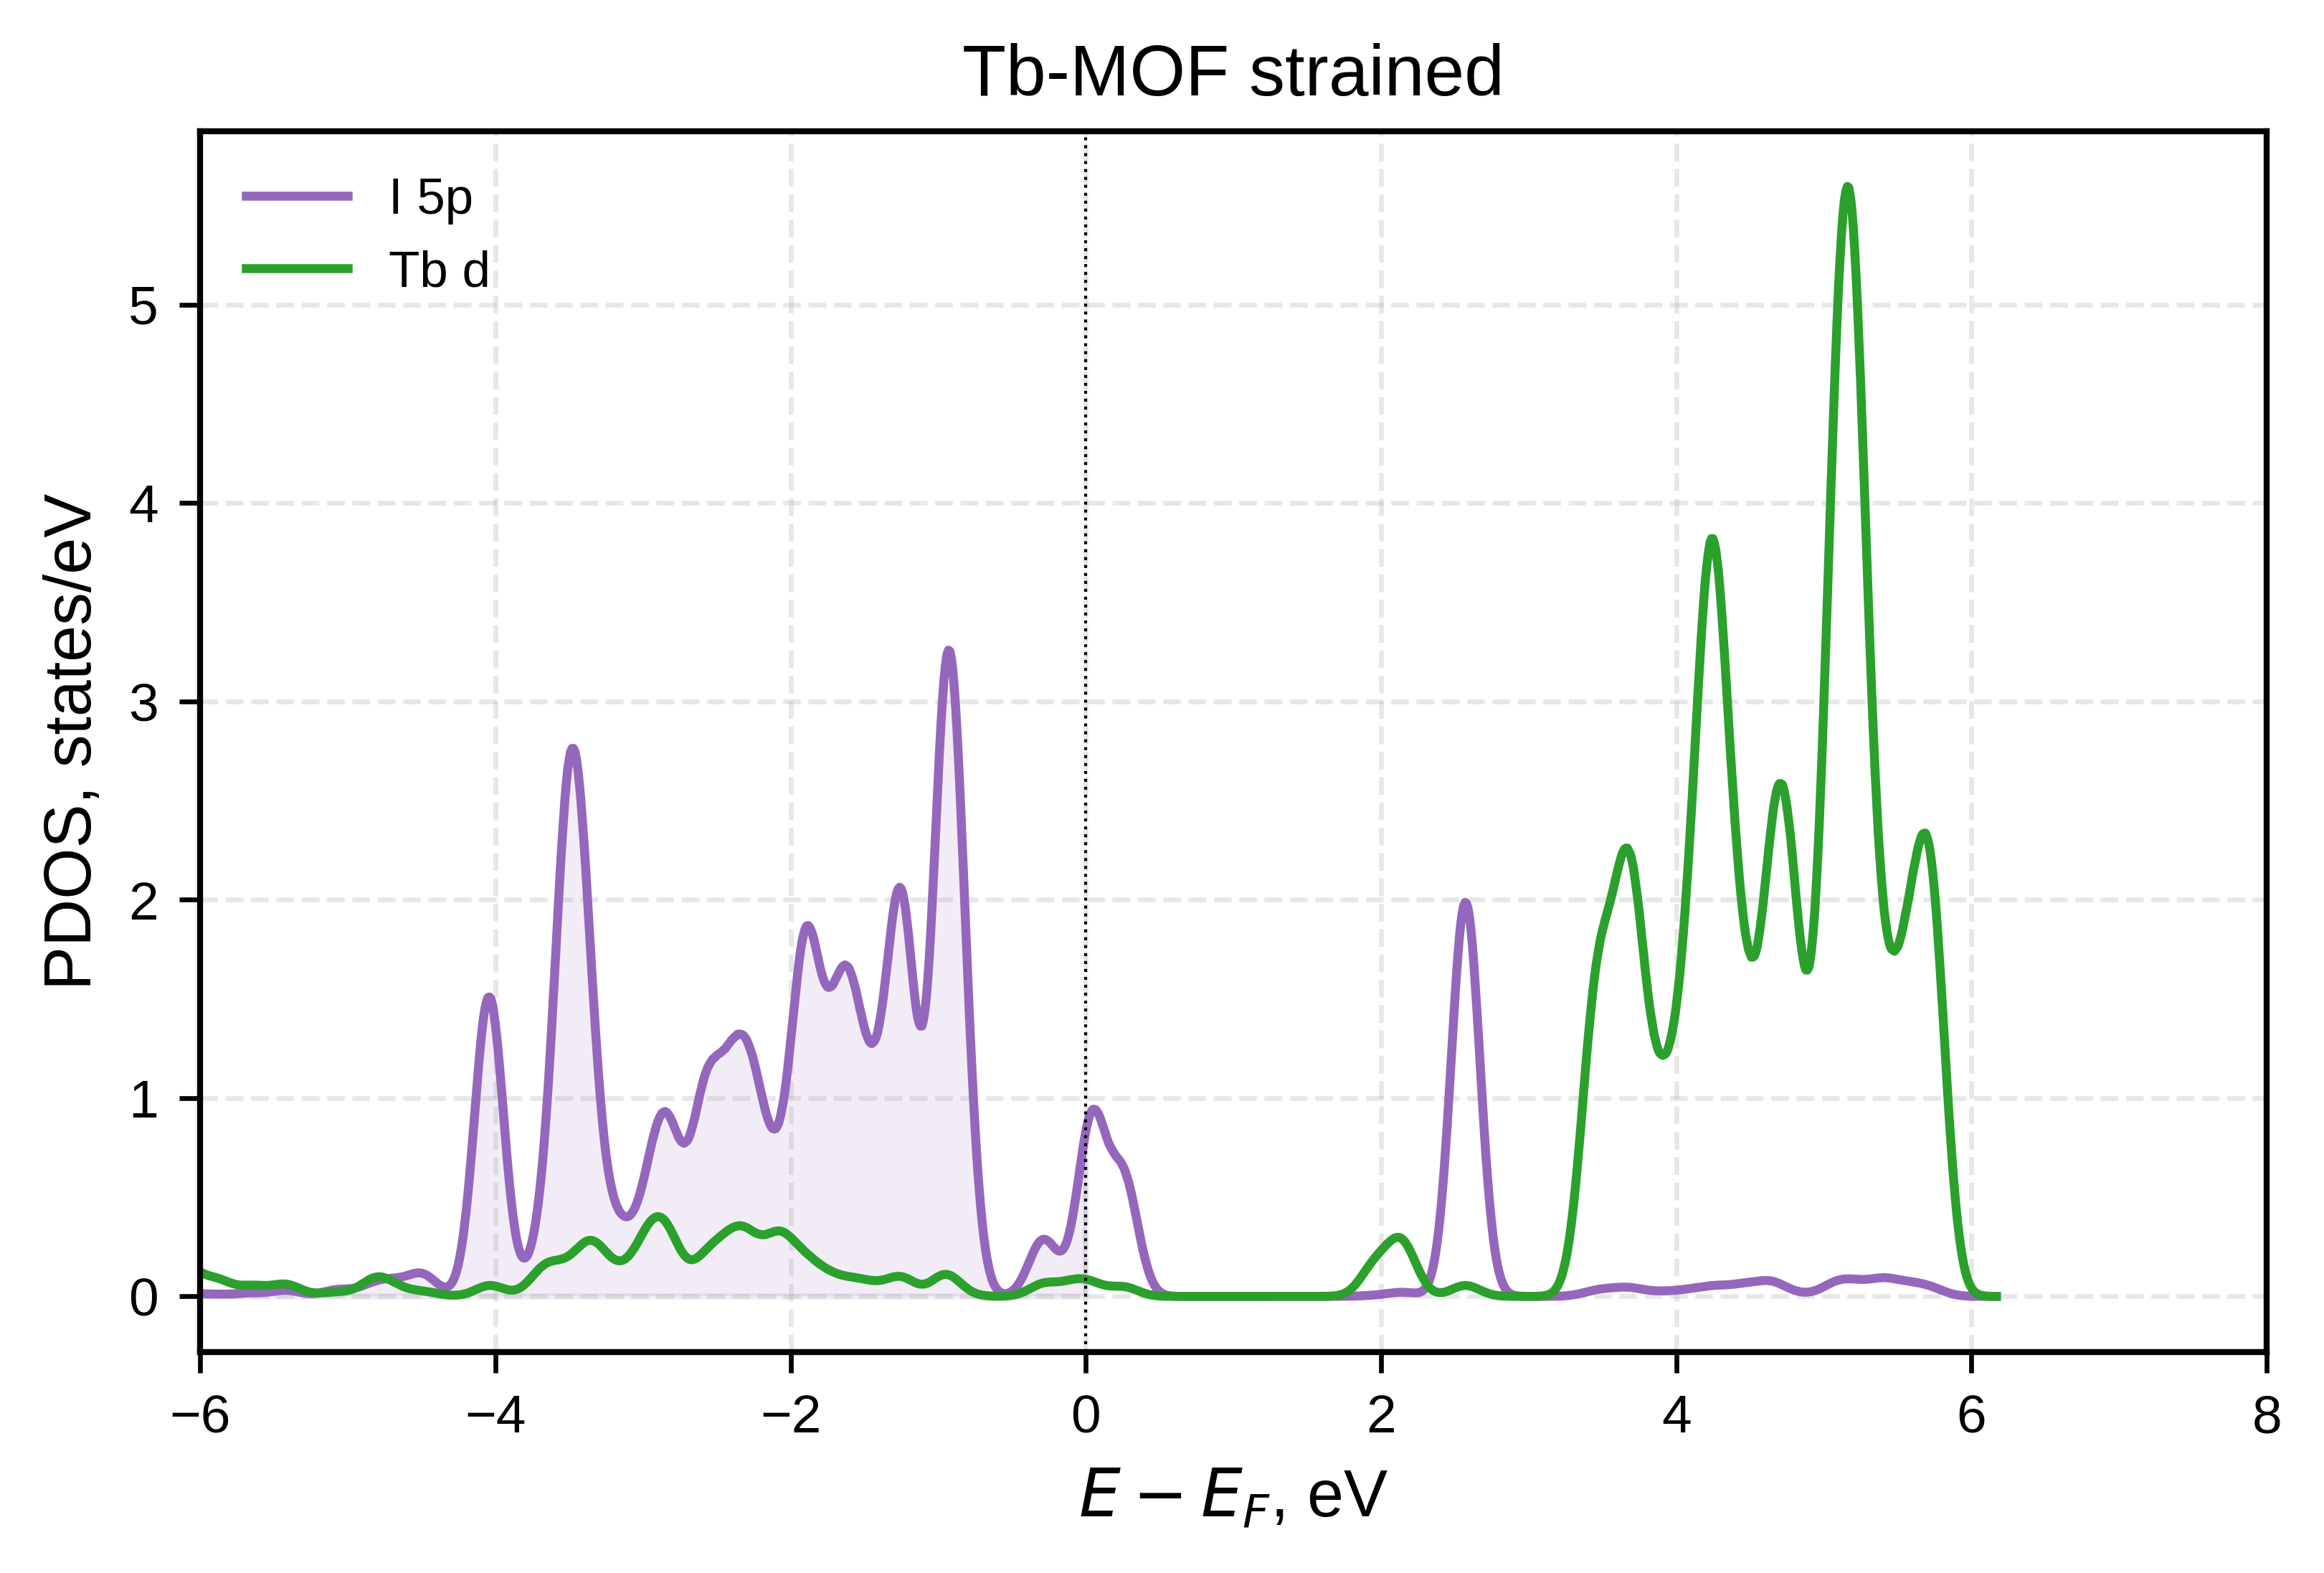 Tb-MOF strained
I 5p
Tb d
PDOS, states/eV
5
4
3
2
1
0
−6 −4 −2 0 2 4 6 8
E − E_F, eV